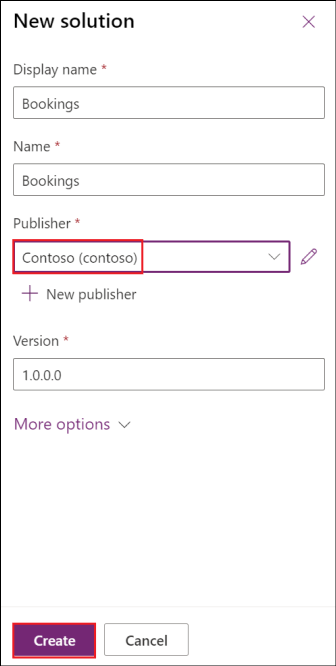 New solution
Display name *
Bookings
Name *
Bookings
Publisher *
Contoso (contoso)
New publisher
Version *
1.0.0.0
More options
Create Cancel